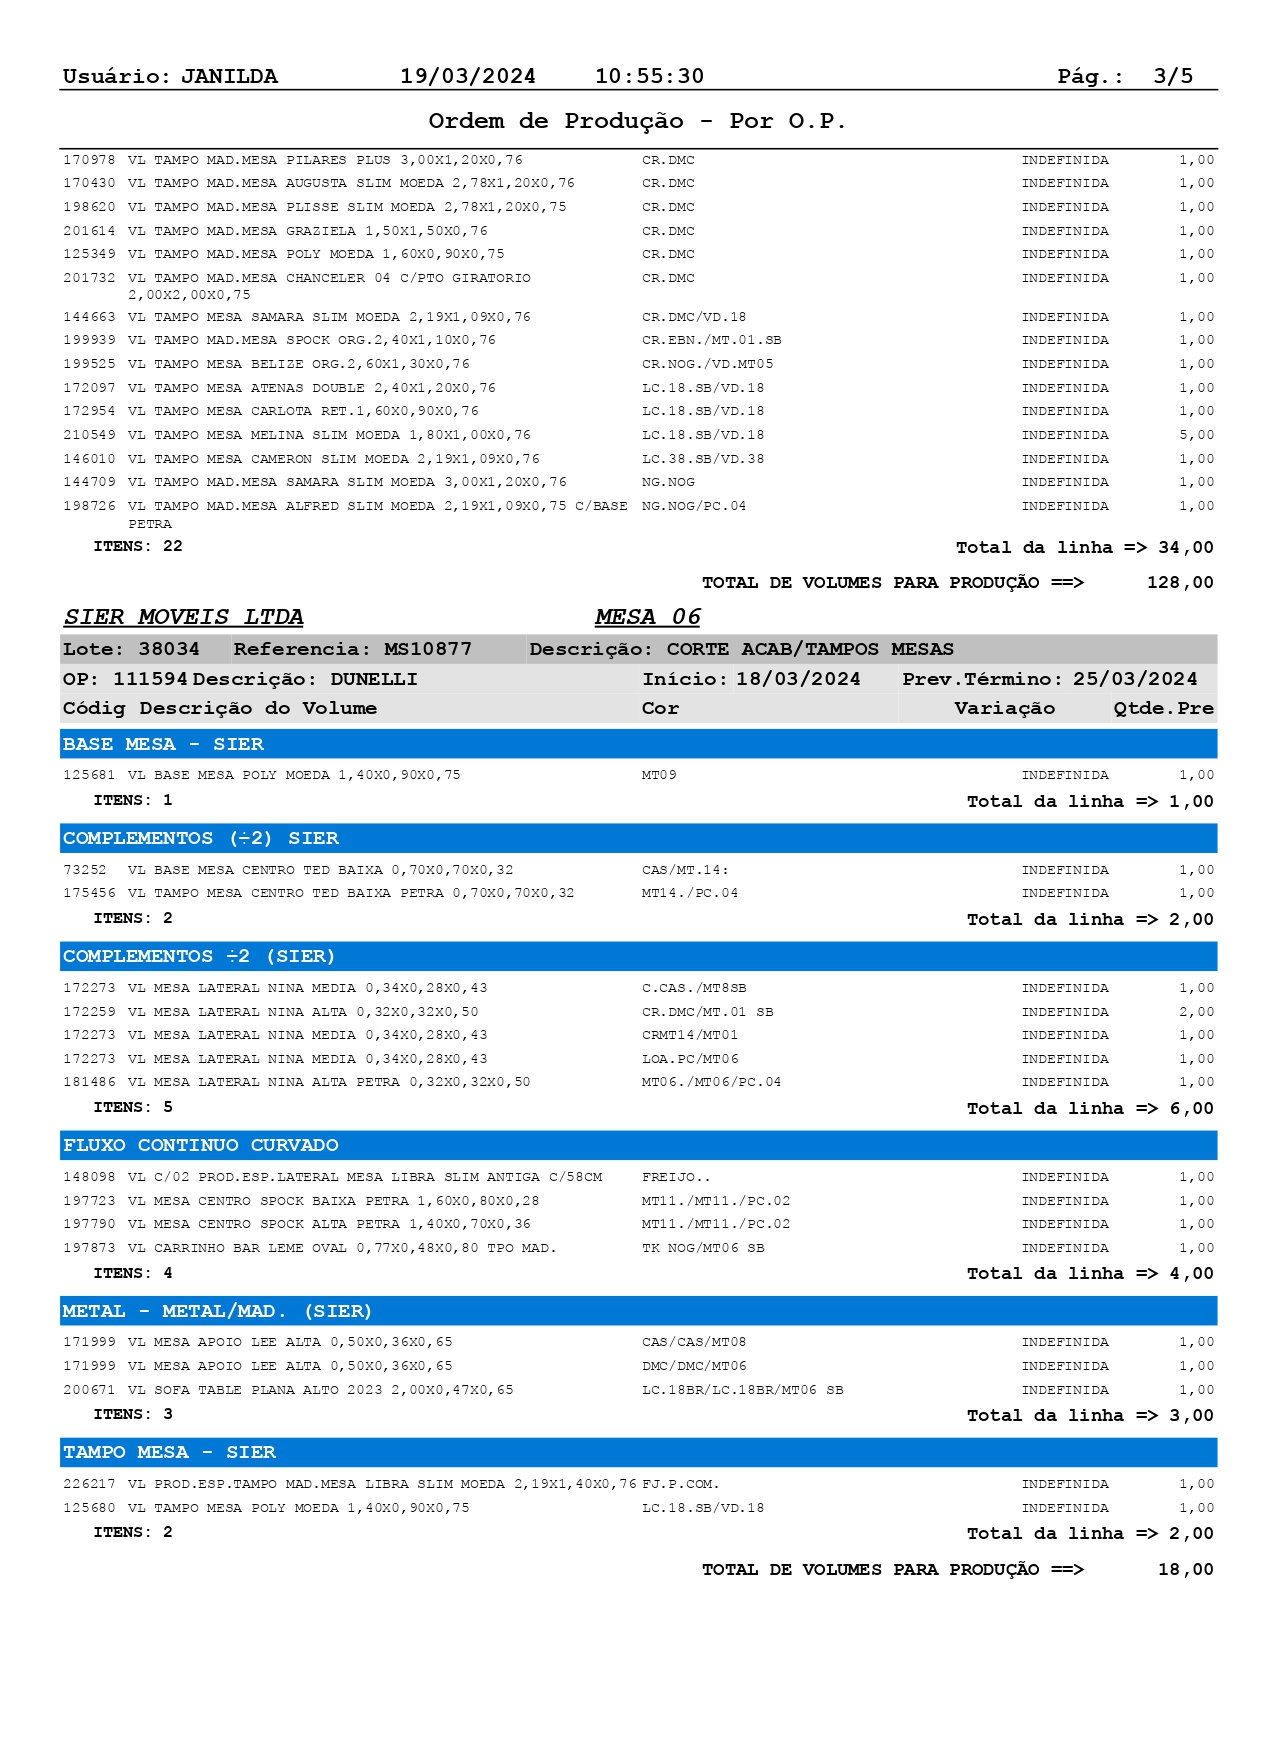 Usuário: JANILDA 19/03/2024 10:55:30 Pág.: 3/5
Ordem de Produção - Por O.P.
170978 VL TAMPO MAD.MESA PILARES PLUS 3,00X1,20X0,76 CR.DMC INDEFINIDA 1,00
170430 VL TAMPO MAD.MESA AUGUSTA SLIM MOEDA 2,78X1,20X0,76 CR.DMC INDEFINIDA 1,00
198620 VL TAMPO MAD.MESA PLISSE SLIM MOEDA 2,78X1,20X0,75 CR.DMC INDEFINIDA 1,00
201614 VL TAMPO MAD.MESA GRAZIELA 1,50X1,50X0,76 CR.DMC INDEFINIDA 1,00
125349 VL TAMPO MAD.MESA POLY MOEDA 1,60X0,90X0,75 CR.DMC INDEFINIDA 1,00
201732 VL TAMPO MAD.MESA CHANCELER 04 C/PTO GIRATORIO CR.DMC INDEFINIDA 1,00
2,00X2,00X0,75
144663 VL TAMPO MESA SAMARA SLIM MOEDA 2,19X1,09X0,76 CR.DMC/VD.18 INDEFINIDA 1,00
199939 VL TAMPO MAD.MESA SPOCK ORG.2,40X1,10X0,76 CR.EBN./MT.01.SB INDEFINIDA 1,00
199525 VL TAMPO MESA BELIZE ORG.2,60X1,30X0,76 CR.NOG./VD.MT05 INDEFINIDA 1,00
172097 VL TAMPO MESA ATENAS DOUBLE 2,40X1,20X0,76 LC.18.SB/VD.18 INDEFINIDA 1,00
172954 VL TAMPO MESA CARLOTA RET.1,60X0,90X0,76 LC.18.SB/VD.18 INDEFINIDA 1,00
210549 VL TAMPO MESA MELINA SLIM MOEDA 1,80X1,00X0,76 LC.18.SB/VD.18 INDEFINIDA 5,00
146010 VL TAMPO MESA CAMERON SLIM MOEDA 2,19X1,09X0,76 LC.38.SB/VD.38 INDEFINIDA 1,00
144709 VL TAMPO MAD.MESA SAMARA SLIM MOEDA 3,00X1,20X0,76 NG.NOG INDEFINIDA 1,00
198726 VL TAMPO MAD.MESA ALFRED SLIM MOEDA 2,19X1,09X0,75 C/BASE NG.NOG/PC.04 INDEFINIDA 1,00
PETRA
ITENS: 22 Total da linha => 34,00
TOTAL DE VOLUMES PARA PRODUÇÃO ==> 128,00
SIER MOVEIS LTDA MESA 06
Lote: 38034 Referencia: MS10877 Descrição: CORTE ACAB/TAMPOS MESAS
OP: 111594 Descrição: DUNELLI Início: 18/03/2024 Prev.Término: 25/03/2024
Códig Descrição do Volume Cor Variação Qtde.Pre
BASE MESA - SIER
125681 VL BASE MESA POLY MOEDA 1,40X0,90X0,75 MT09 INDEFINIDA 1,00
ITENS: 1 Total da linha => 1,00
COMPLEMENTOS (÷2) SIER
73252 VL BASE MESA CENTRO TED BAIXA 0,70X0,70X0,32 CAS/MT.14: INDEFINIDA 1,00
175456 VL TAMPO MESA CENTRO TED BAIXA PETRA 0,70X0,70X0,32 MT14./PC.04 INDEFINIDA 1,00
ITENS: 2 Total da linha => 2,00
COMPLEMENTOS ÷2 (SIER)
172273 VL MESA LATERAL NINA MEDIA 0,34X0,28X0,43 C.CAS./MT8SB INDEFINIDA 1,00
172259 VL MESA LATERAL NINA ALTA 0,32X0,32X0,50 CR.DMC/MT.01 SB INDEFINIDA 2,00
172273 VL MESA LATERAL NINA MEDIA 0,34X0,28X0,43 CRMT14/MT01 INDEFINIDA 1,00
172273 VL MESA LATERAL NINA MEDIA 0,34X0,28X0,43 LOA.PC/MT06 INDEFINIDA 1,00
181486 VL MESA LATERAL NINA ALTA PETRA 0,32X0,32X0,50 MT06./MT06/PC.04 INDEFINIDA 1,00
ITENS: 5 Total da linha => 6,00
FLUXO CONTINUO CURVADO
148098 VL C/02 PROD.ESP.LATERAL MESA LIBRA SLIM ANTIGA C/58CM FREIJO.. INDEFINIDA 1,00
197723 VL MESA CENTRO SPOCK BAIXA PETRA 1,60X0,80X0,28 MT11./MT11./PC.02 INDEFINIDA 1,00
197790 VL MESA CENTRO SPOCK ALTA PETRA 1,40X0,70X0,36 MT11./MT11./PC.02 INDEFINIDA 1,00
197873 VL CARRINHO BAR LEME OVAL 0,77X0,48X0,80 TPO MAD. TK NOG/MT06 SB INDEFINIDA 1,00
ITENS: 4 Total da linha => 4,00
METAL - METAL/MAD. (SIER)
171999 VL MESA APOIO LEE ALTA 0,50X0,36X0,65 CAS/CAS/MT08 INDEFINIDA 1,00
171999 VL MESA APOIO LEE ALTA 0,50X0,36X0,65 DMC/DMC/MT06 INDEFINIDA 1,00
200671 VL SOFA TABLE PLANA ALTO 2023 2,00X0,47X0,65 LC.18BR/LC.18BR/MT06 SB INDEFINIDA 1,00
ITENS: 3 Total da linha => 3,00
TAMPO MESA - SIER
226217 VL PROD.ESP.TAMPO MAD.MESA LIBRA SLIM MOEDA 2,19X1,40X0,76 FJ.P.COM. INDEFINIDA 1,00
125680 VL TAMPO MESA POLY MOEDA 1,40X0,90X0,75 LC.18.SB/VD.18 INDEFINIDA 1,00
ITENS: 2 Total da linha => 2,00
TOTAL DE VOLUMES PARA PRODUÇÃO ==> 18,00